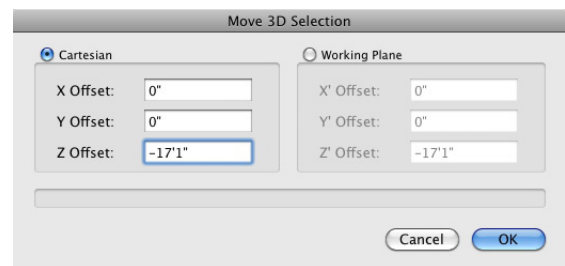 Move 3D Selection
Cartesian
X Offset: 0"
Y Offset: 0"
Z Offset: -17'1"
Working Plane
X' Offset: 0"
Y' Offset: 0"
Z' Offset: -17'1"
Cancel OK